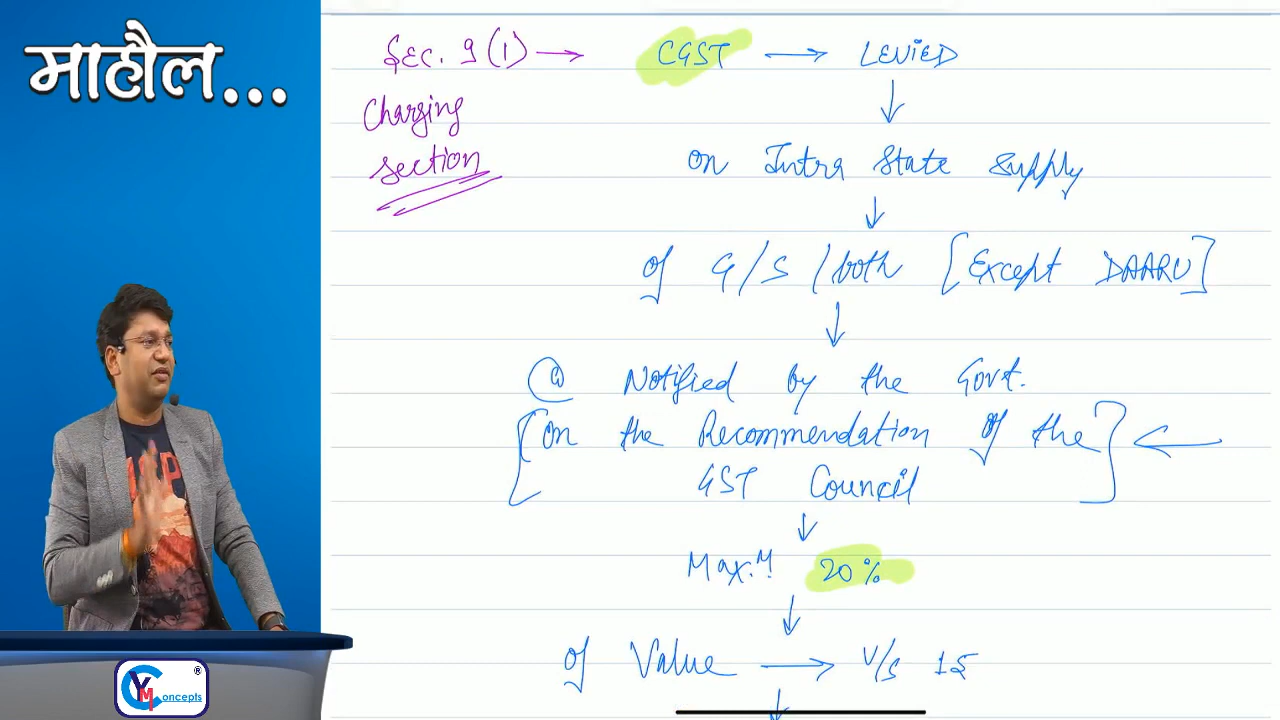 माहौल...
Sec. 9 (1) → CGST → LEVIED
Charging
section
↓
on Intra State Supply
↓
of G/S /both [Except DAARU]
↓
@ Notified by the Govt.
[on the Recommendation of the ←
GST Council]
↓
Max.M. 20%
↓
of Value → V/S 15
↓
CYM Concepts ®